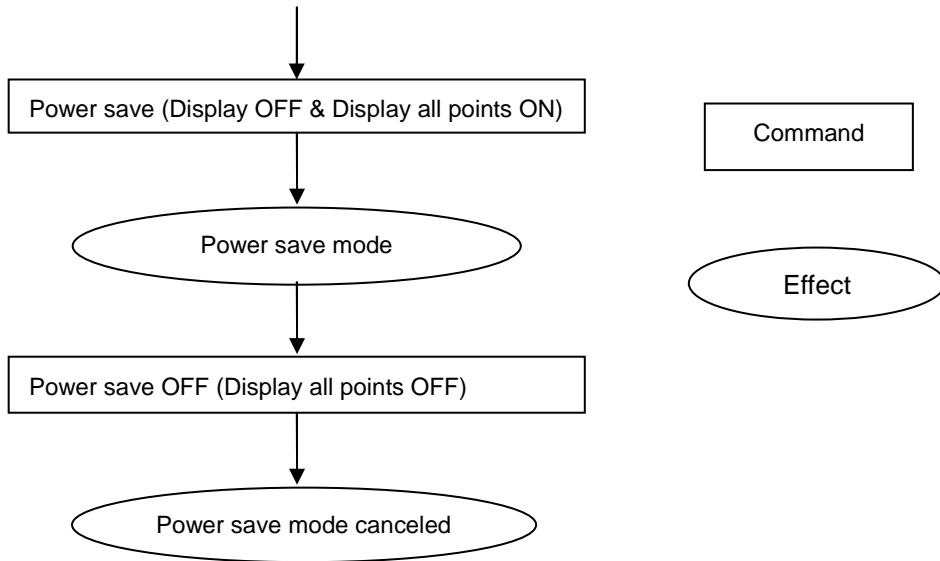 Power save (Display OFF & Display all points ON)
Command
Power save mode
Effect
Power save OFF (Display all points OFF)
Power save mode canceled